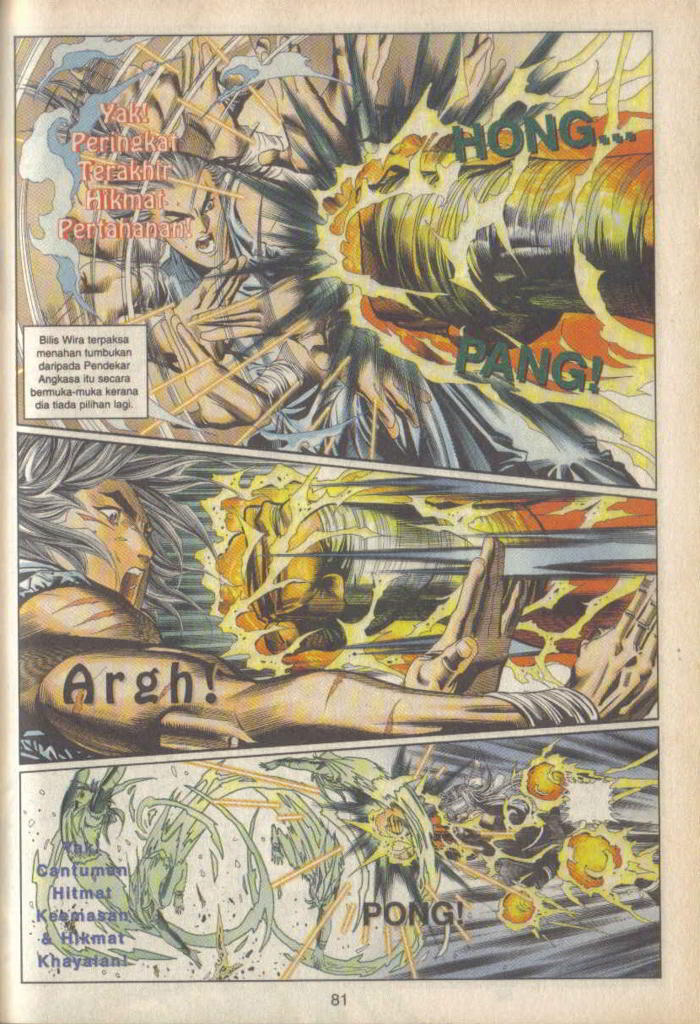 Yak!
Peringkat
Terakhir
Hikmat
Pertahanan!
HONG...
Bilis Wira terpaksa
menahan tumbukan
daripada Pendekar
Angkasa itu secara
bermuka-muka kerana
dia tiada pilihan lagi.
PANG!
Argh!
Yak!
Cantuman
Hitmat
Keemasan
& Hikmat
Khayalan!
PONG!
81